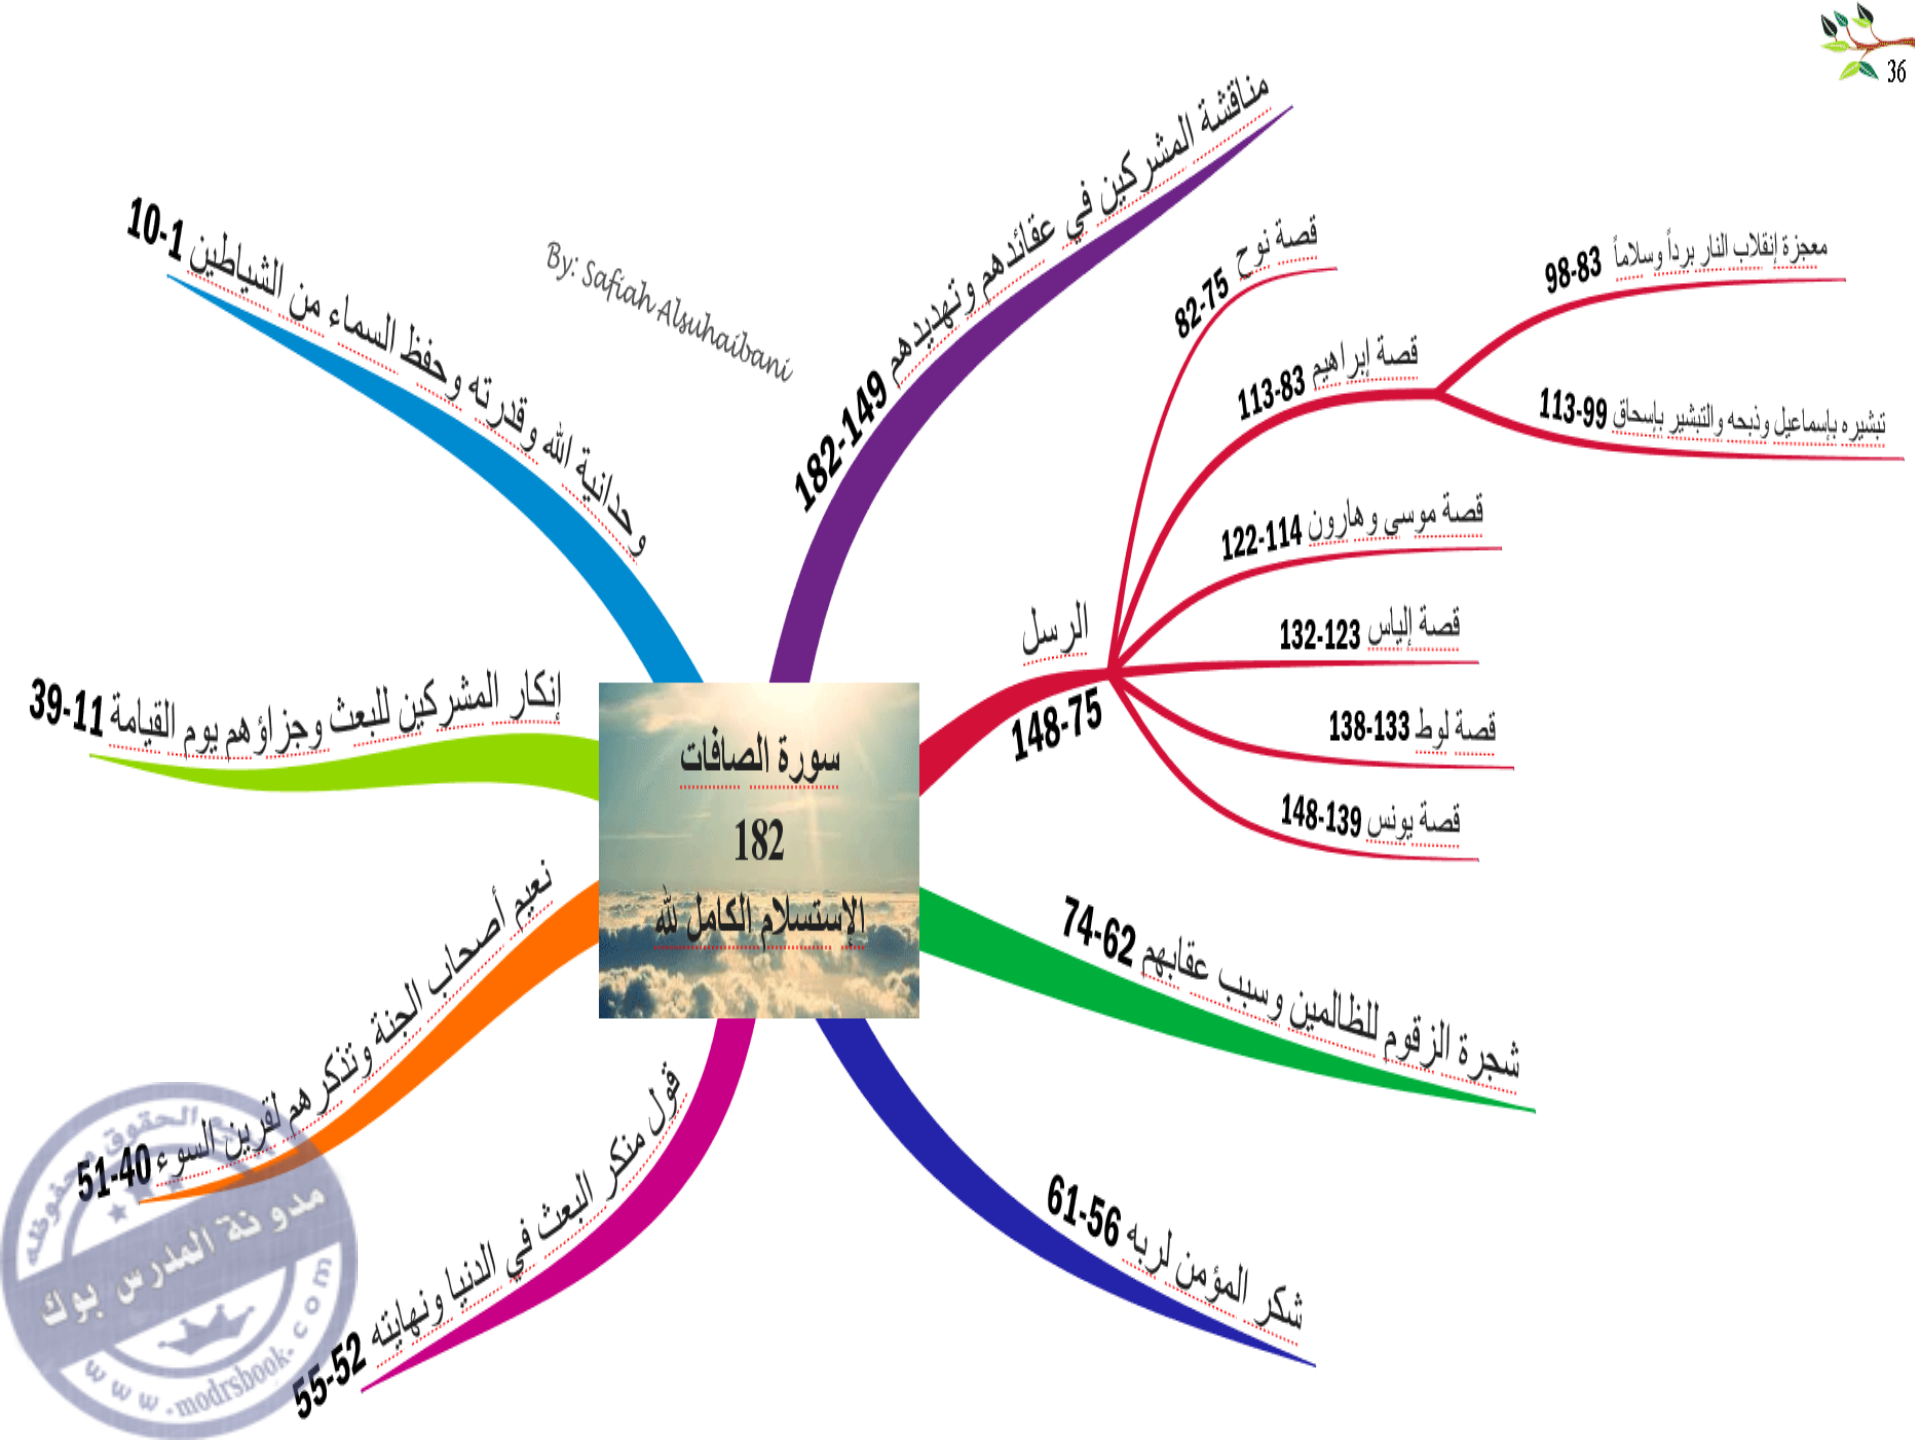 36
مناقشة المشركين في عقائدهم وتهديدهم 149-182
By: Safiah Alsuhaibani
وحدانية الله وقدرته وحفظ السماء من الشياطين 1-10
إنكار المشركين للبعث وجزاؤهم يوم القيامة 11-39
نعيم أصحاب الجنة وتذكرهم لقرين السوء 40-51
قول منكر البعث في الدنيا ونهايته 52-55
شكر المؤمن لربه 56-61
شجرة الزقوم للظالمين وسبب عقابهم 62-74
الرسل
75-148
قصة نوح 75-82
قصة إبراهيم 83-113
معجزة إنقلاب النار برداً وسلاماً 83-98
تبشيره بإسماعيل وذبحه والتبشير بإسحاق 99-113
قصة موسى وهارون 114-122
قصة إلياس 123-132
قصة لوط 133-138
قصة يونس 139-148
سورة الصافات
182
الإستسلام الكامل لله
الحقوق محفوظه
مدونة المدرس بوك
www.modrsbook.com